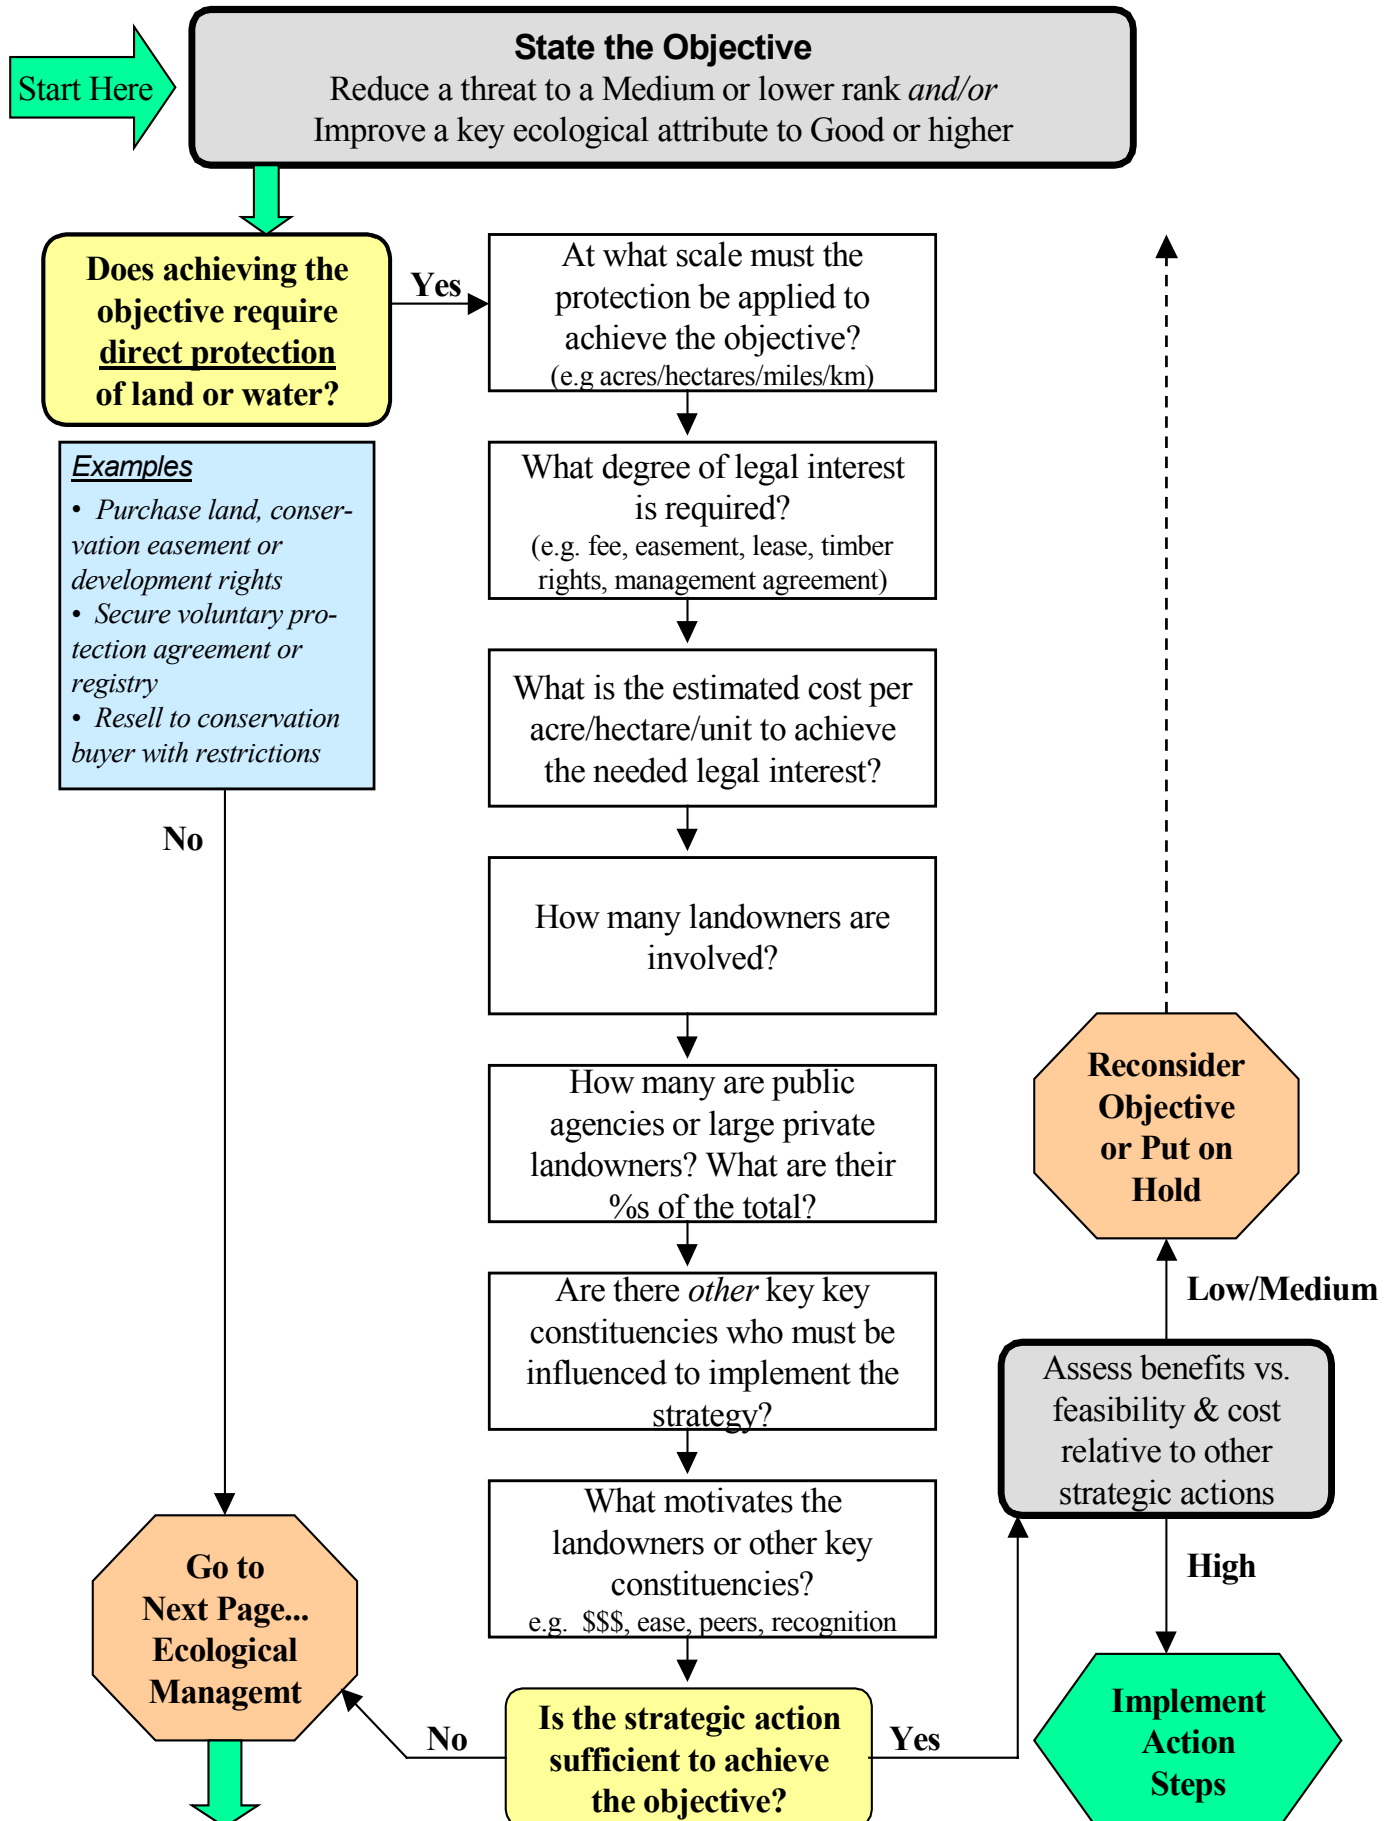 Start Here
State the Objective
Reduce a threat to a Medium or lower rank and/or
Improve a key ecological attribute to Good or higher
Does achieving the
objective require
direct protection
of land or water?
Yes
At what scale must the
protection be applied to
achieve the objective?
(e.g acres/hectares/miles/km)
Examples
• Purchase land, conser-
vation easement or
development rights
• Secure voluntary pro-
tection agreement or
registry
• Resell to conservation
buyer with restrictions
What degree of legal interest
is required?
(e.g. fee, easement, lease, timber
rights, management agreement)
What is the estimated cost per
acre/hectare/unit to achieve
the needed legal interest?
No
How many landowners are
involved?
How many are public
agencies or large private
landowners? What are their
%s of the total?
Reconsider
Objective
or Put on
Hold
Are there other key key
constituencies who must be
influenced to implement the
strategy?
Low/Medium
Assess benefits vs.
feasibility & cost
relative to other
strategic actions
What motivates the
landowners or other key
constituencies?
e.g. $$$, ease, peers, recognition
High
Go to
Next Page...
Ecological
Managemt
No
Is the strategic action
sufficient to achieve
the objective?
Yes
Implement
Action
Steps